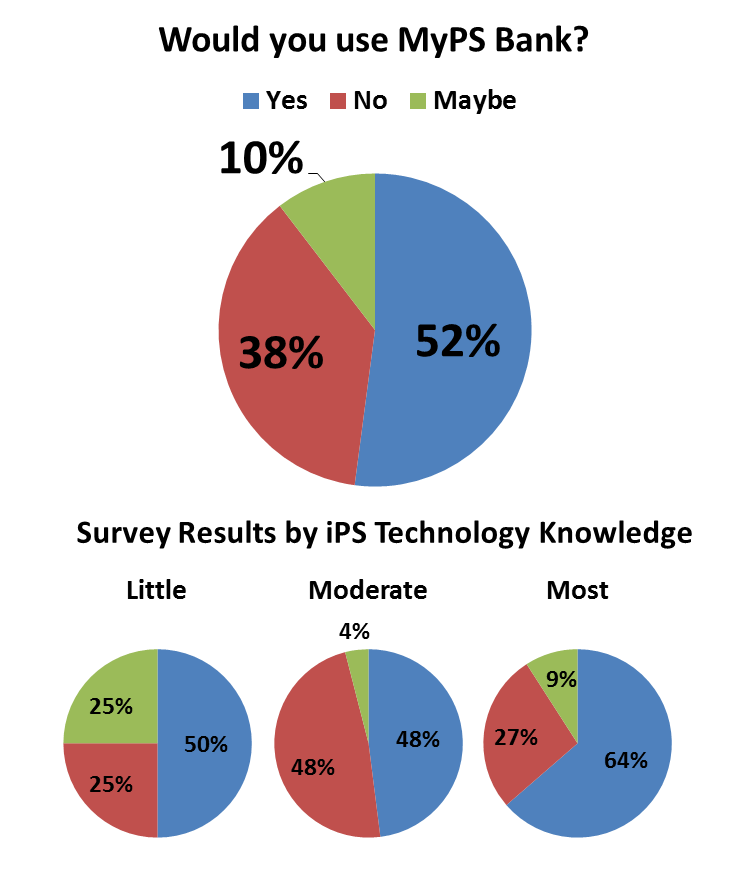 Would you use MyPS Bank?
Yes No Maybe
10%
38% 52%
Survey Results by iPS Technology Knowledge
Little Moderate Most
4%
25% 50% 48% 48% 9% 27% 64%
25%